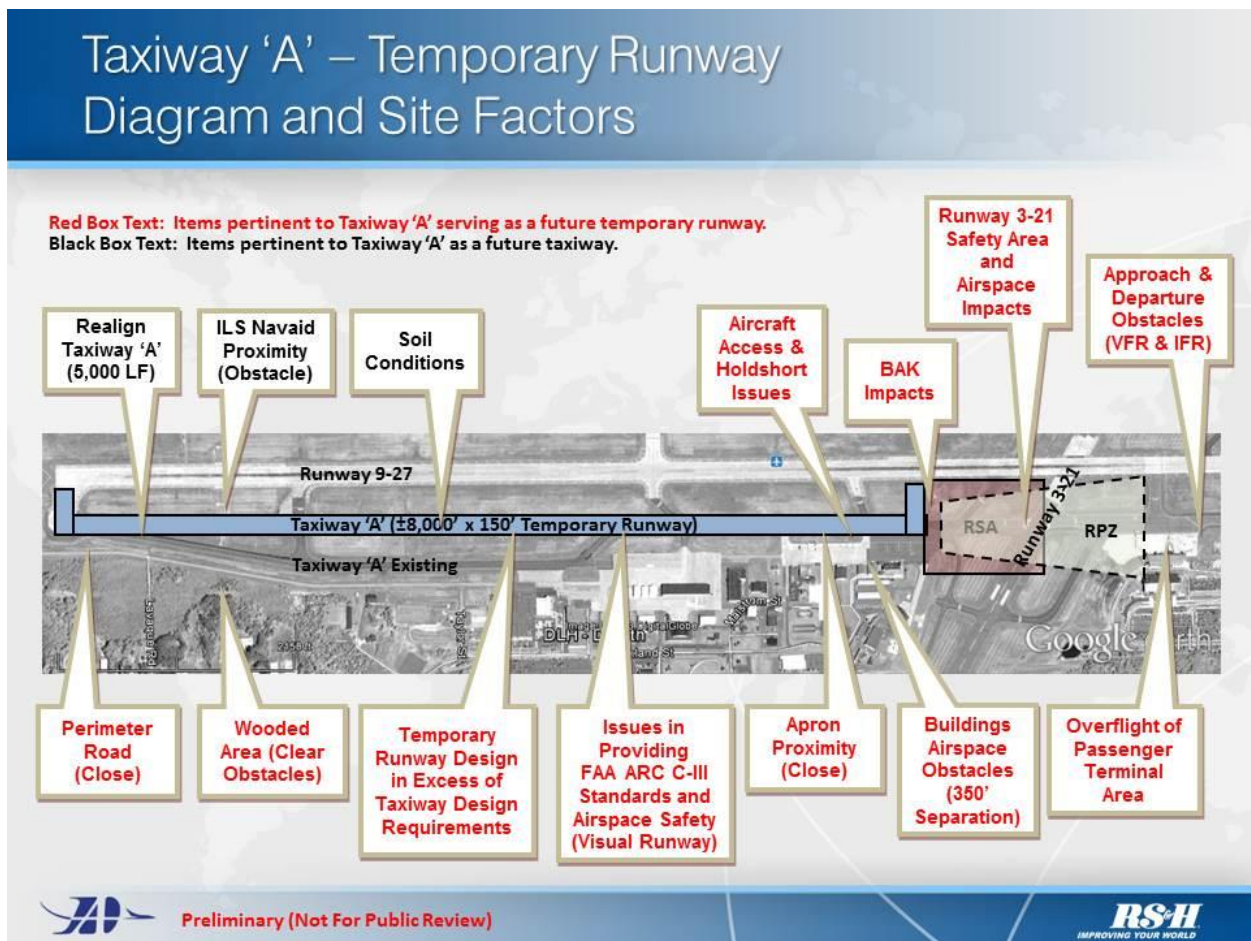 Taxiway ‘A’ – Temporary Runway
Diagram and Site Factors
Red Box Text: Items pertinent to Taxiway ‘A’ serving as a future temporary runway.
Black Box Text: Items pertinent to Taxiway ‘A’ as a future taxiway.
Realign
Taxiway ‘A’
(5,000 LF)
ILS Navaid
Proximity
(Obstacle)
Soil
Conditions
Aircraft
Access &
Holdshort
Issues
BAK
Impacts
Runway 3-21
Safety Area
and
Airspace
Impacts
Approach &
Departure
Obstacles
(VFR & IFR)
Runway 9-27
Taxiway ‘A’ (±8,000’ x 150’ Temporary Runway)
Taxiway ‘A’ Existing
RSA
Runway 3-21
RPZ
Google
Perimeter
Road
(Close)
Wooded
Area (Clear
Obstacles)
Temporary
Runway Design
in Excess of
Taxiway Design
Requirements
Issues in
Providing
FAA ARC C-III
Standards and
Airspace Safety
(Visual Runway)
Apron
Proximity
(Close)
Buildings
Airspace
Obstacles
(350’
Separation)
Overflight of
Passenger
Terminal
Area
Preliminary (Not For Public Review)
RS&H
IMPROVING YOUR WORLD